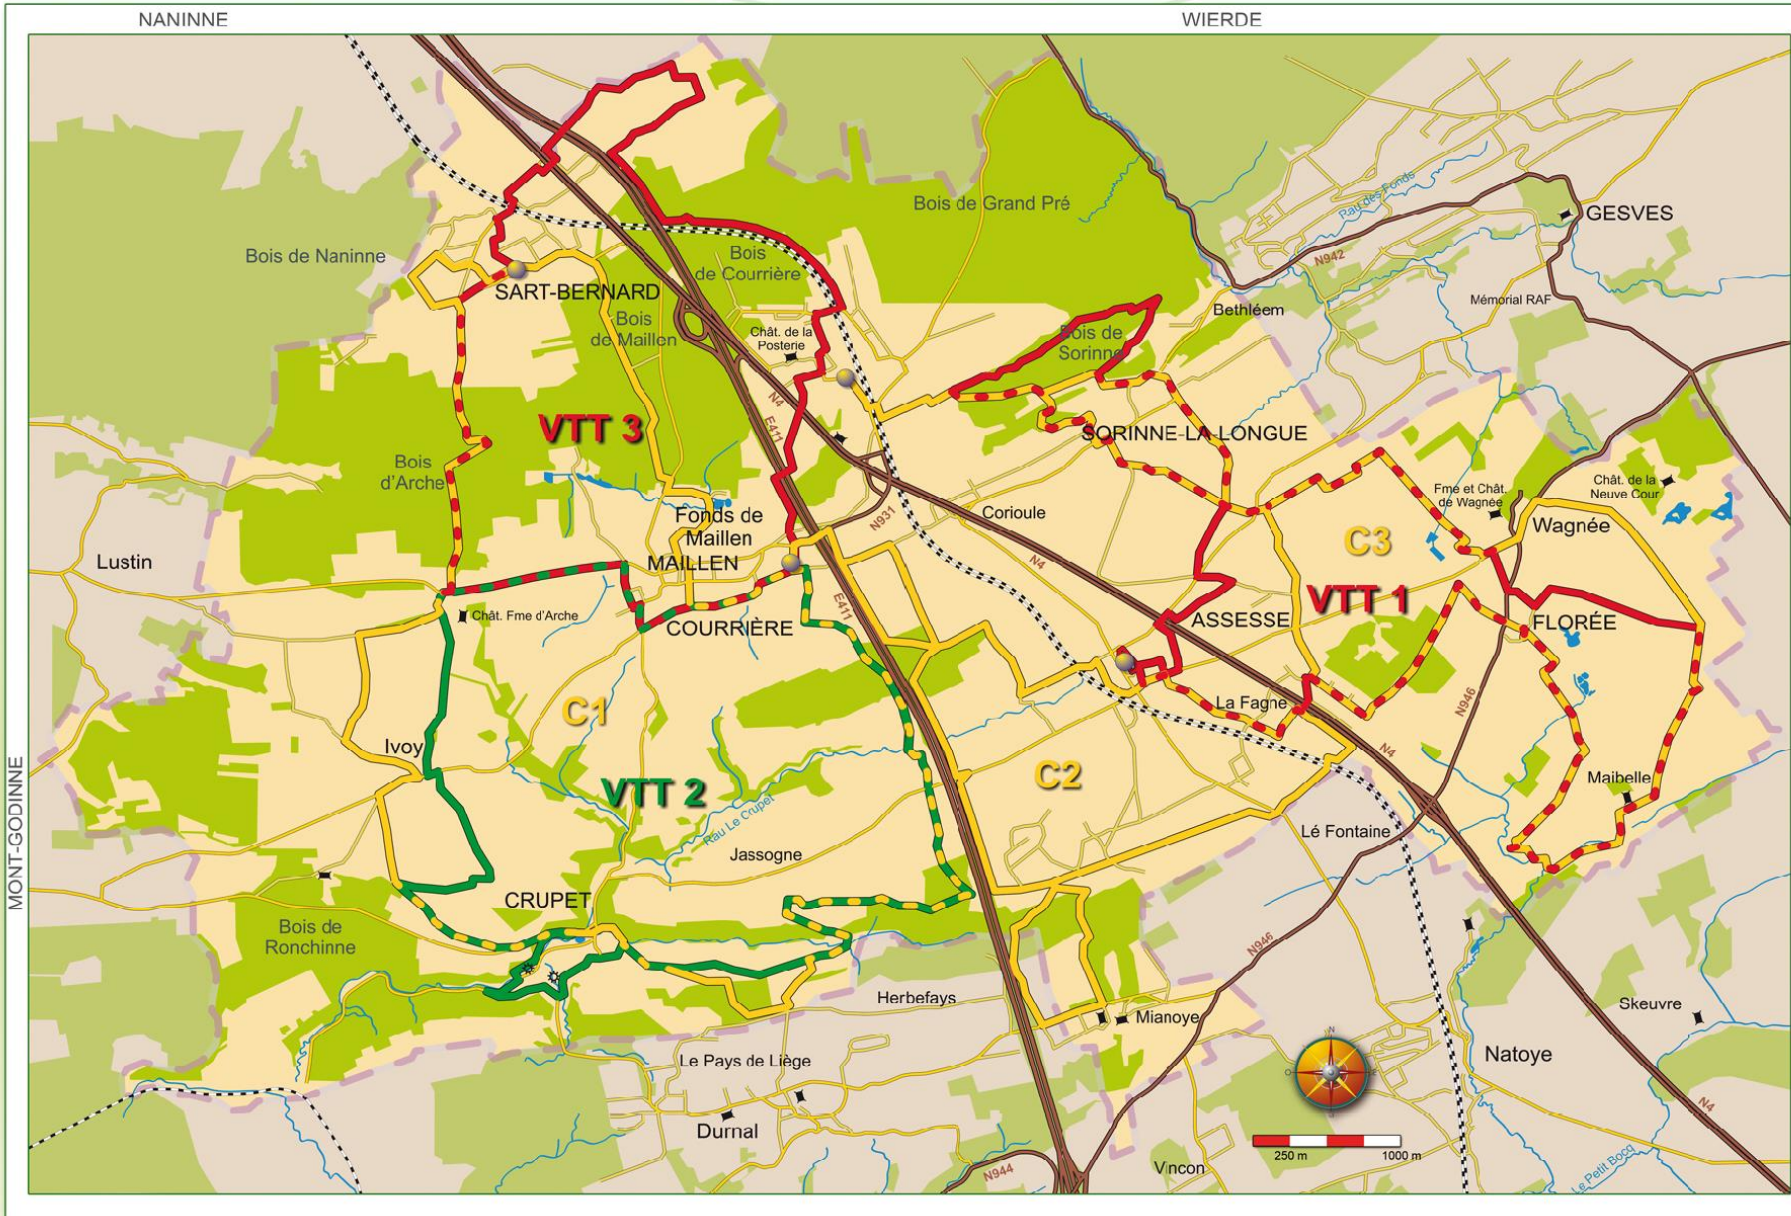 NANINNE
WIERDE
Bois de Grand Pré
Rau des Fonds
GESVES
Bois de Naninne
Bois
de Courrière
N942
SART-BERNARD
Mémorial RAF
Bethléem
Bois
de Maillen
Chât. de la
Posterie
Bois de
Sorinne
N4
E411
VTT 3
SORINNE-LA-LONGUE
Bois
d'Arche
Fme et Chât.
de Wagnée
Chât. de la
Neuve Cour
Fonds de
Maillen
N931
Corioule
C3
Wagnée
Lustin
MAILLEN
N4
E411
VTT 1
Chât. Fme d'Arche
COURRIÈRE
ASSESSE
FLORÉE
C1
La Fagne
N946
Ivoy
N4
C2
VTT 2
Maibelle
MONT-GODINNE
Rau Le Crupet
Lé Fontaine
Jassogne
CRUPET
Bois de
Ronchinne
N946
Herbefays
Mianoye
Skeuvre
Le Pays de Liège
Natoye
N
Durnal
N4
250 m
1000 m
Vincon
N944
Le Petit Bocq